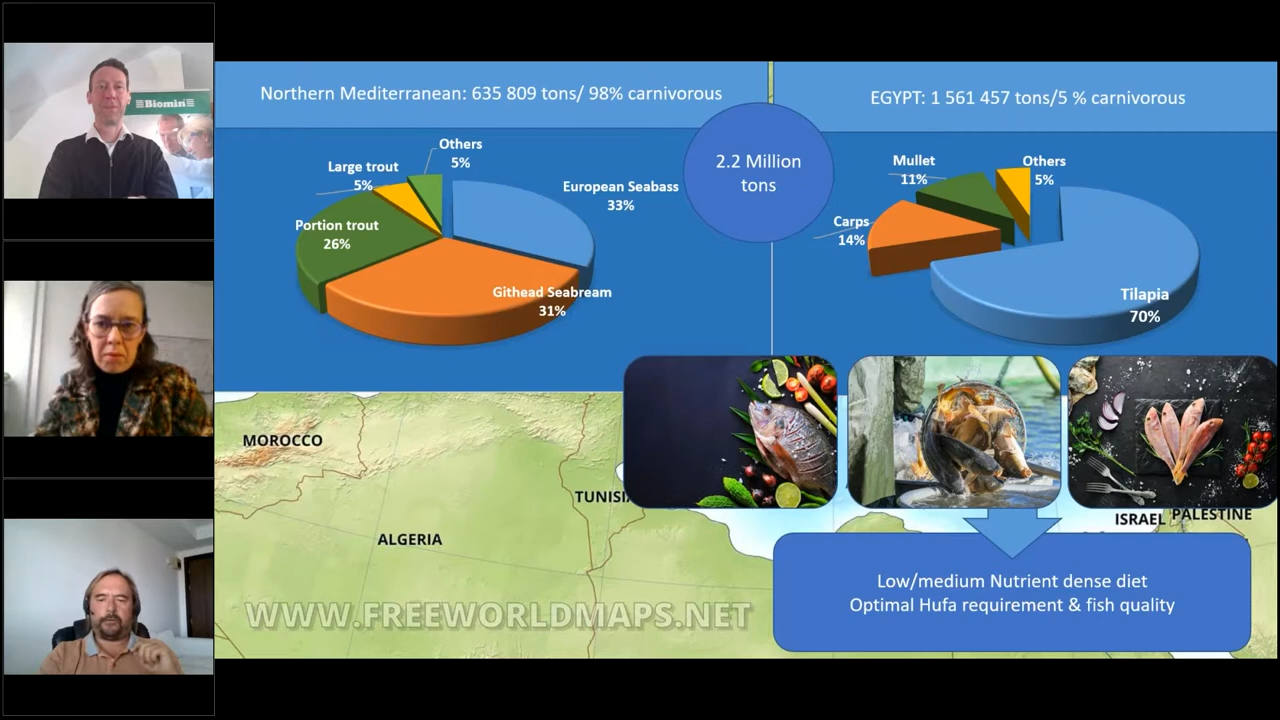 Biomin
Northern Mediterranean: 635 809 tons/ 98% carnivorous
EGYPT: 1 561 457 tons/5 % carnivorous
2.2 Million
tons
Others
5%
Large trout
5%
European Seabass
33%
Portion trout
26%
Githead Seabream
31%
Mullet
11%
Others
5%
Carps
14%
Tilapia
70%
MOROCCO
TUNISI
ALGERIA
ISRAEL
PALESTINE
WWW.FREEWORLDMAPS.NET
Low/medium Nutrient dense diet
Optimal Hufa requirement & fish quality